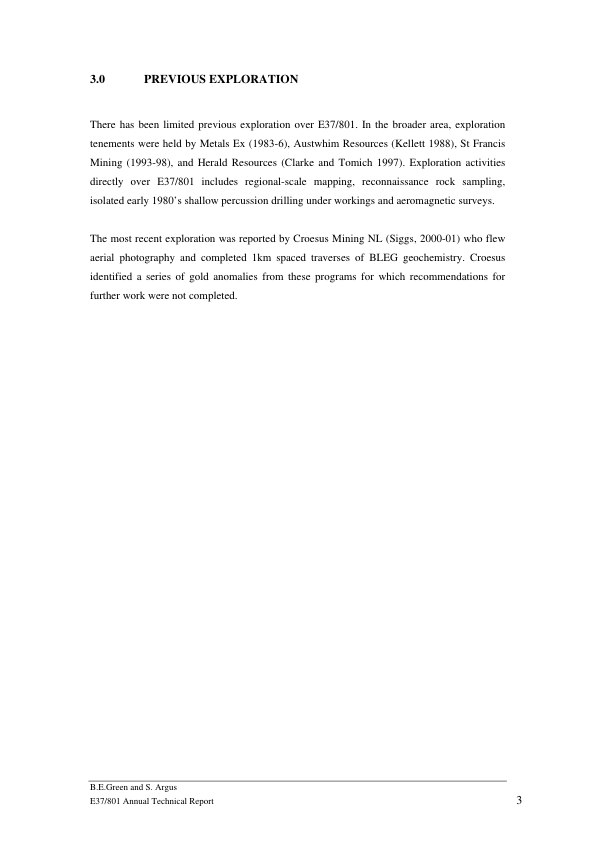 3.0 PREVIOUS EXPLORATION
There has been limited previous exploration over E37/801. In the broader area, exploration
tenements were held by Metals Ex (1983-6), Austwhim Resources (Kellett 1988), St Francis
Mining (1993-98), and Herald Resources (Clarke and Tomich 1997). Exploration activities
directly over E37/801 includes regional-scale mapping, reconnaissance rock sampling,
isolated early 1980’s shallow percussion drilling under workings and aeromagnetic surveys.
The most recent exploration was reported by Croesus Mining NL (Siggs, 2000-01) who flew
aerial photography and completed 1km spaced traverses of BLEG geochemistry. Croesus
identified a series of gold anomalies from these programs for which recommendations for
further work were not completed.
B.E.Green and S. Argus
E37/801 Annual Technical Report 3